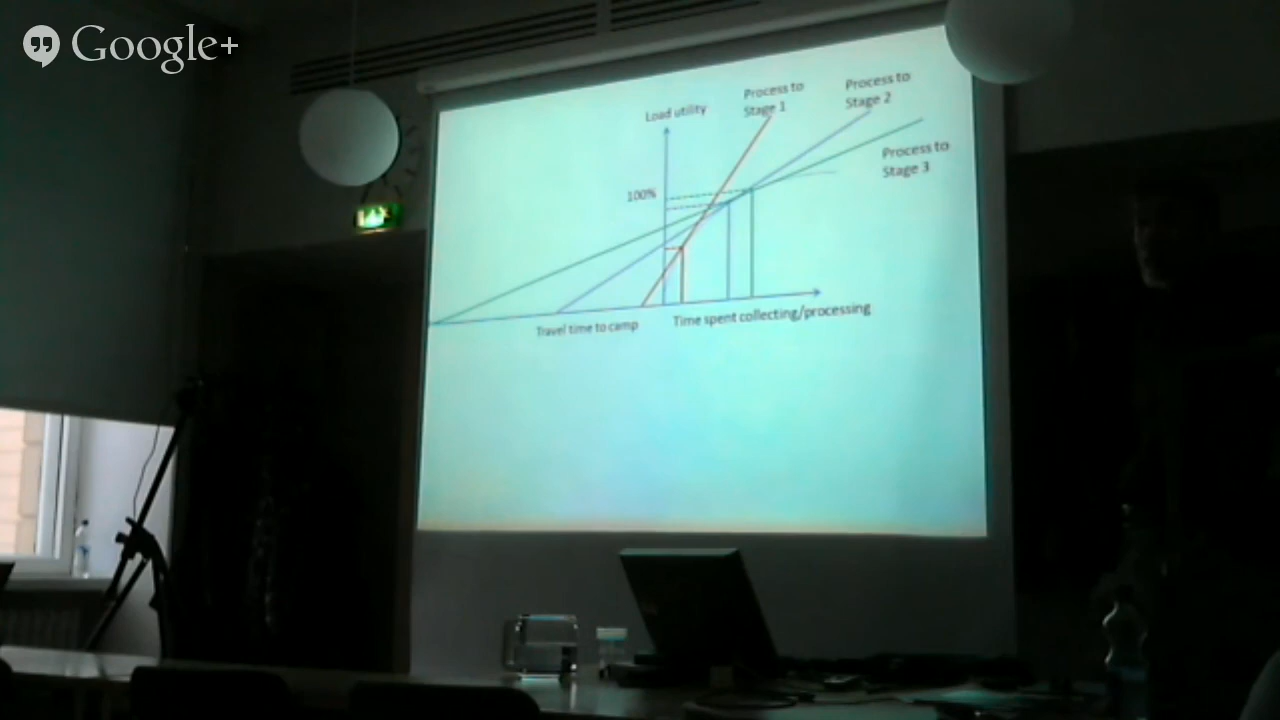 Google+
Load utility
Process to
Stage 1
Process to
Stage 2
Process to
Stage 3
100%
Travel time to camp
Time spent collecting/processing